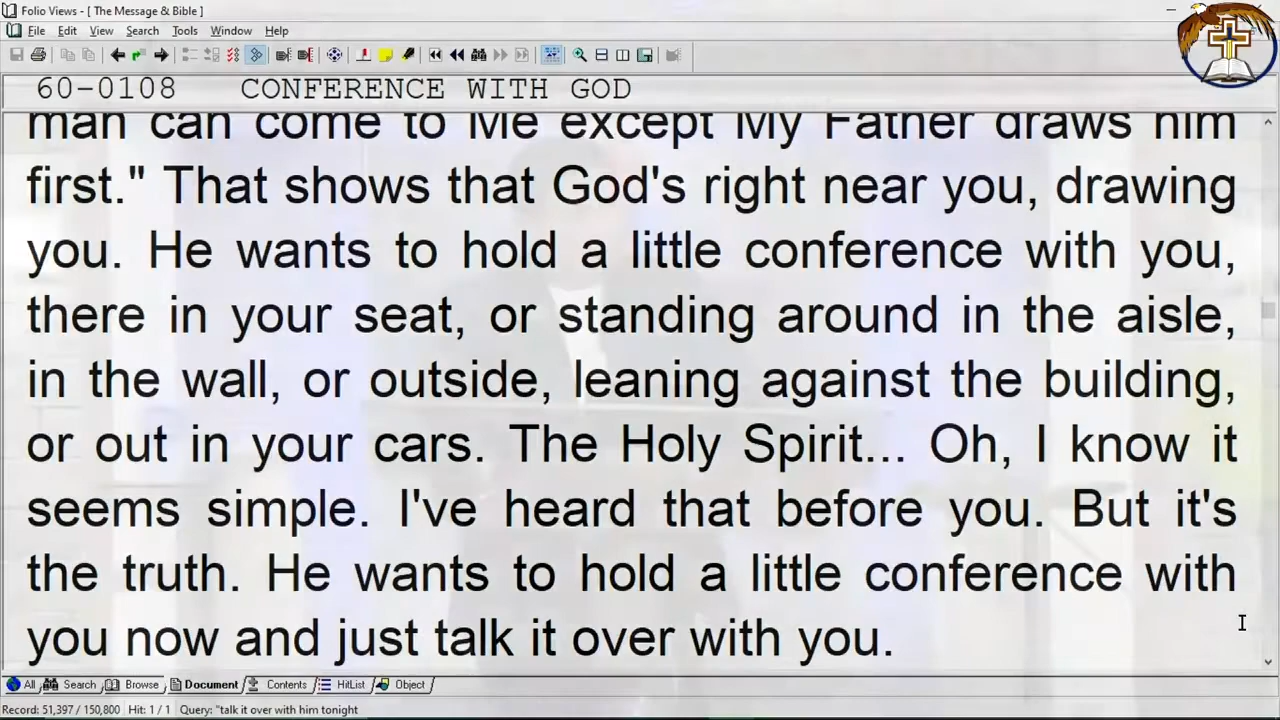 Folio Views - [ The Message & Bible ]
File Edit View Search Tools Window Help
60-0108 CONFERENCE WITH GOD
man can come to Me except My Father draws him
first." That shows that God's right near you, drawing
you. He wants to hold a little conference with you,
there in your seat, or standing around in the aisle,
in the wall, or outside, leaning against the building,
or out in your cars. The Holy Spirit... Oh, I know it
seems simple. I've heard that before you. But it's
the truth. He wants to hold a little conference with
you now and just talk it over with you.
All Search Browse Document Contents HitList Object
Record: 51,397 / 150,800 Hit: 1 / 1 Query: "talk it over with him tonight